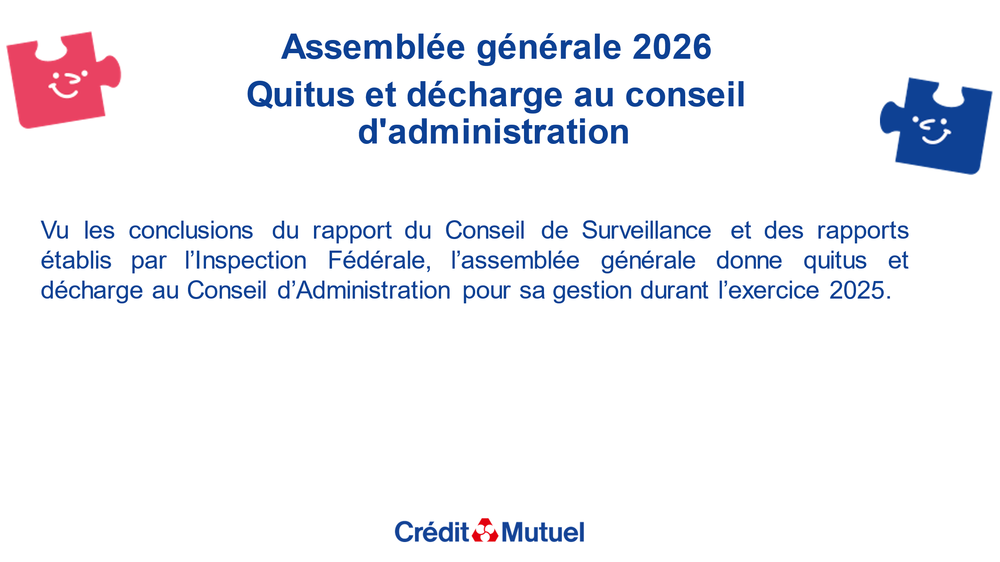 Assemblée générale 2026
Quitus et décharge au conseil
d'administration
Vu les conclusions du rapport du Conseil de Surveillance et des rapports
établis par l’Inspection Fédérale, l’assemblée générale donne quitus et
décharge au Conseil d’Administration pour sa gestion durant l’exercice 2025.
Crédit Mutuel